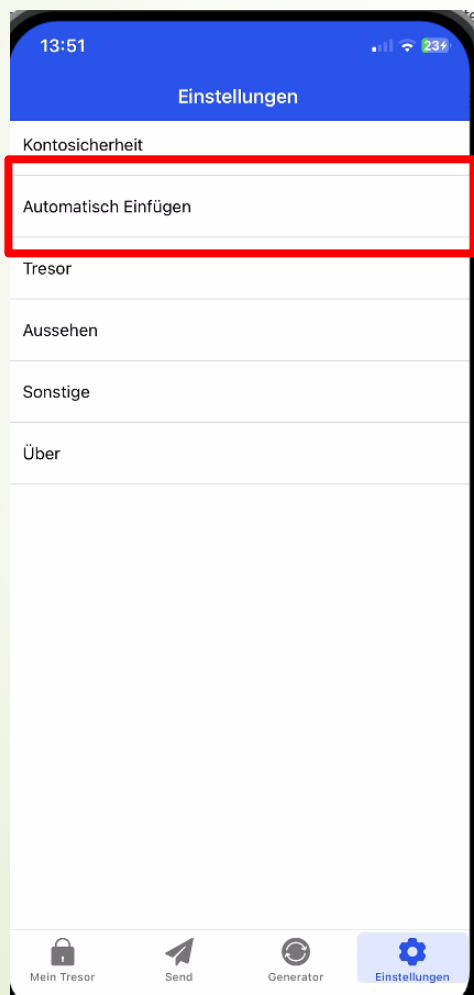 13:51
23
Einstellungen
Kontosicherheit
Automatisch Einfügen
Tresor
Aussehen
Sonstige
Über
Mein Tresor
Send
Generator
Einstellungen